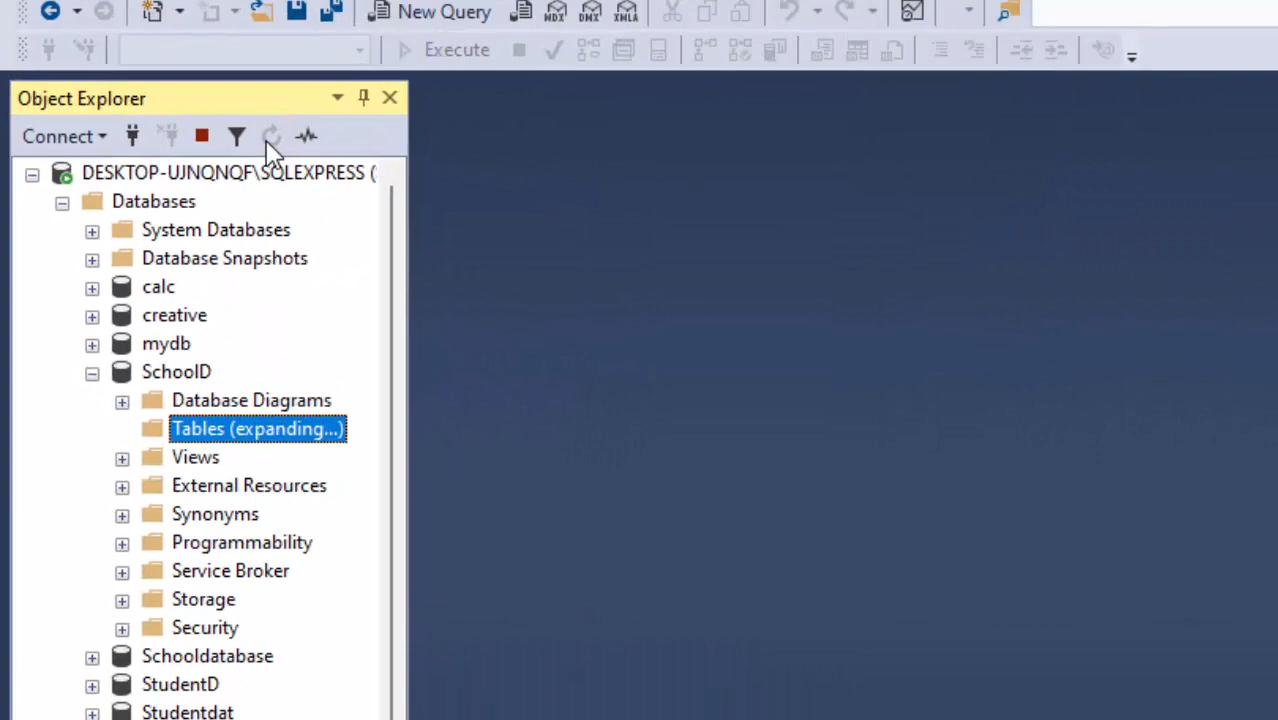 New Query
MDX DMX XMLA
Execute
Object Explorer
Connect
DESKTOP-UJNQNQF\SQLEXPRESS (
Databases
System Databases
Database Snapshots
calc
creative
mydb
SchoolD
Database Diagrams
Tables (expanding...)
Views
External Resources
Synonyms
Programmability
Service Broker
Storage
Security
Schooldatabase
StudentD
Studentdat